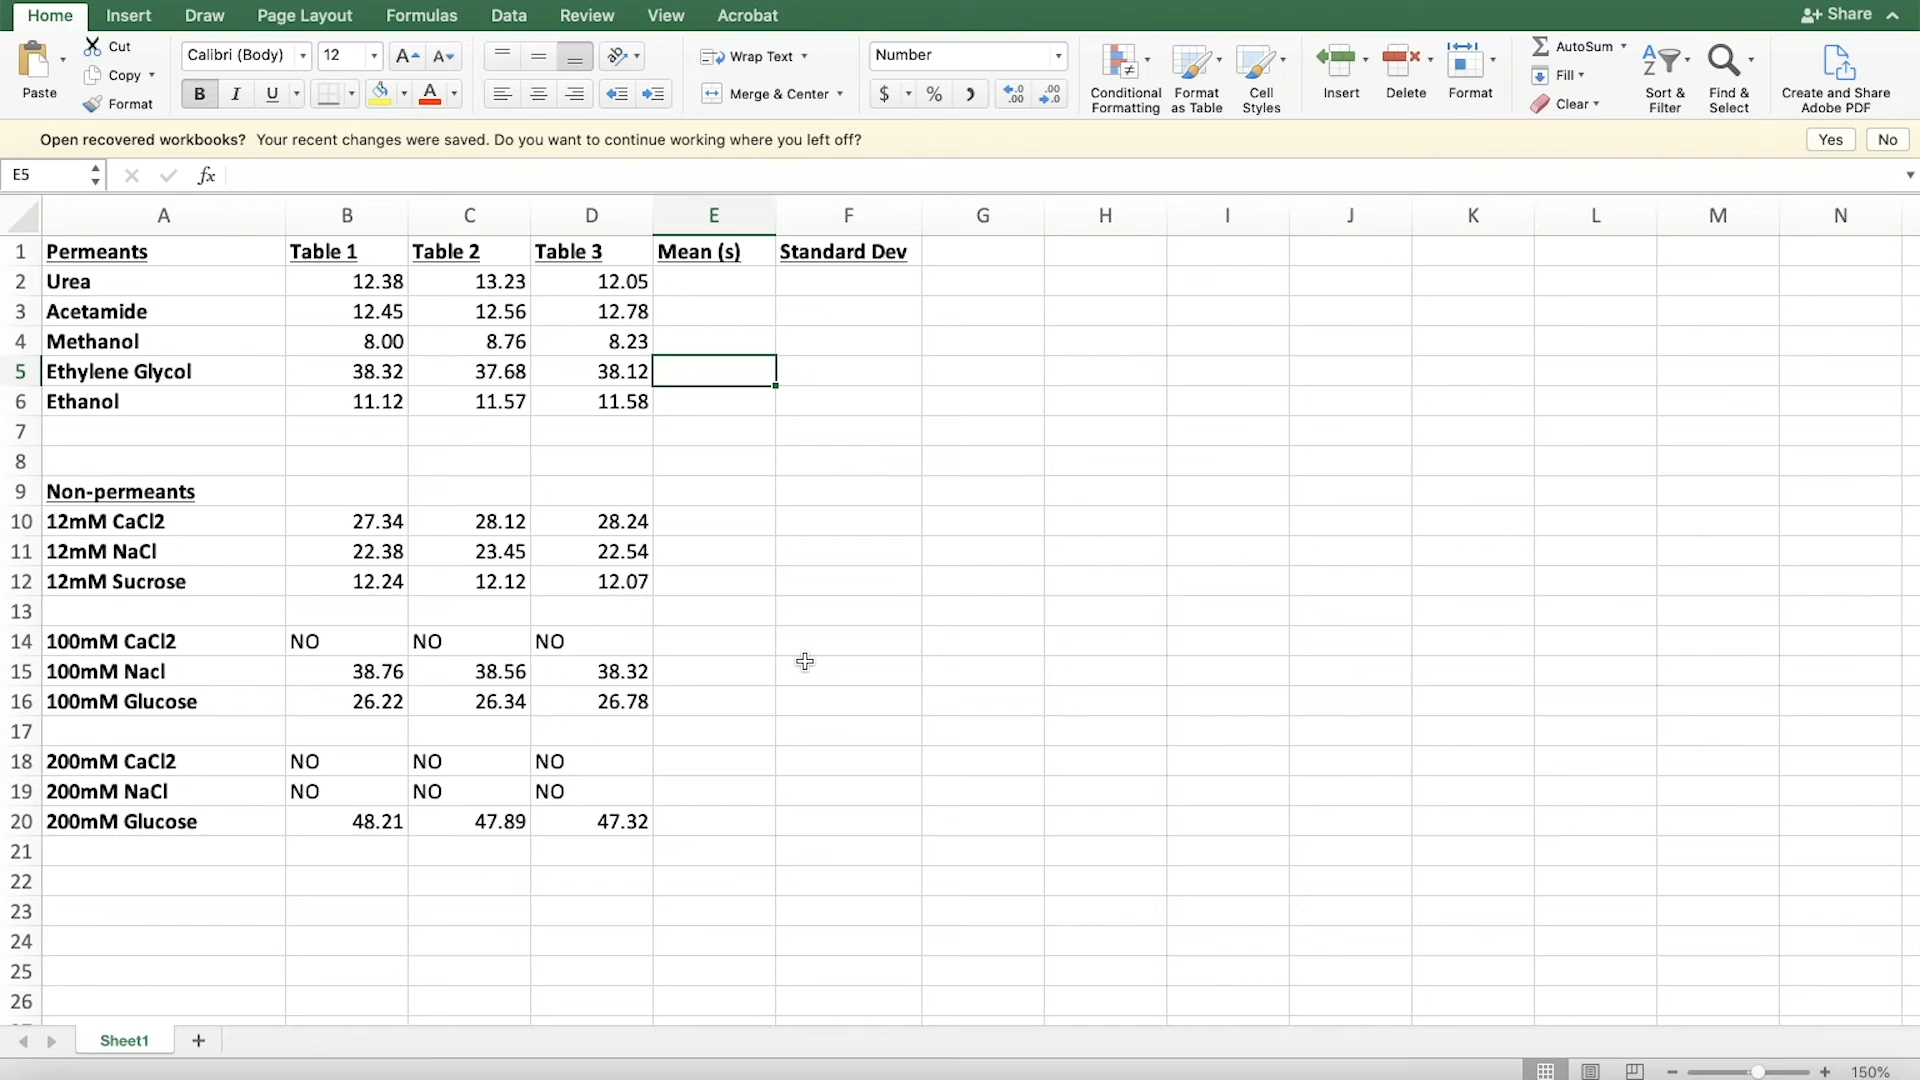 Home Insert Draw Page Layout Formulas Data Review View Acrobat Share
Paste Cut Copy Format
Calibri (Body) 12 A A
B I U A
Wrap Text
Merge & Center
Number
$ % .0 .00 .00 .0
Conditional Formatting
Format as Table
Cell Styles
Insert Delete Format
AutoSum
Fill
Clear
Sort & Filter
Find & Select
Create and Share Adobe PDF
Open recovered workbooks? Your recent changes were saved. Do you want to continue working where you left off? Yes No
E5 fx
A B C D E F G H I J K L M N
1 Permeants Table 1 Table 2 Table 3 Mean (s) Standard Dev
2 Urea 12.38 13.23 12.05
3 Acetamide 12.45 12.56 12.78
4 Methanol 8.00 8.76 8.23
5 Ethylene Glycol 38.32 37.68 38.12
6 Ethanol 11.12 11.57 11.58
7
8
9 Non-permeants
10 12mM CaCl2 27.34 28.12 28.24
11 12mM NaCl 22.38 23.45 22.54
12 12mM Sucrose 12.24 12.12 12.07
13
14 100mM CaCl2 NO NO NO
15 100mM Nacl 38.76 38.56 38.32
16 100mM Glucose 26.22 26.34 26.78
17
18 200mM CaCl2 NO NO NO
19 200mM NaCl NO NO NO
20 200mM Glucose 48.21 47.89 47.32
21
22
23
24
25
26
Sheet1 +
150%